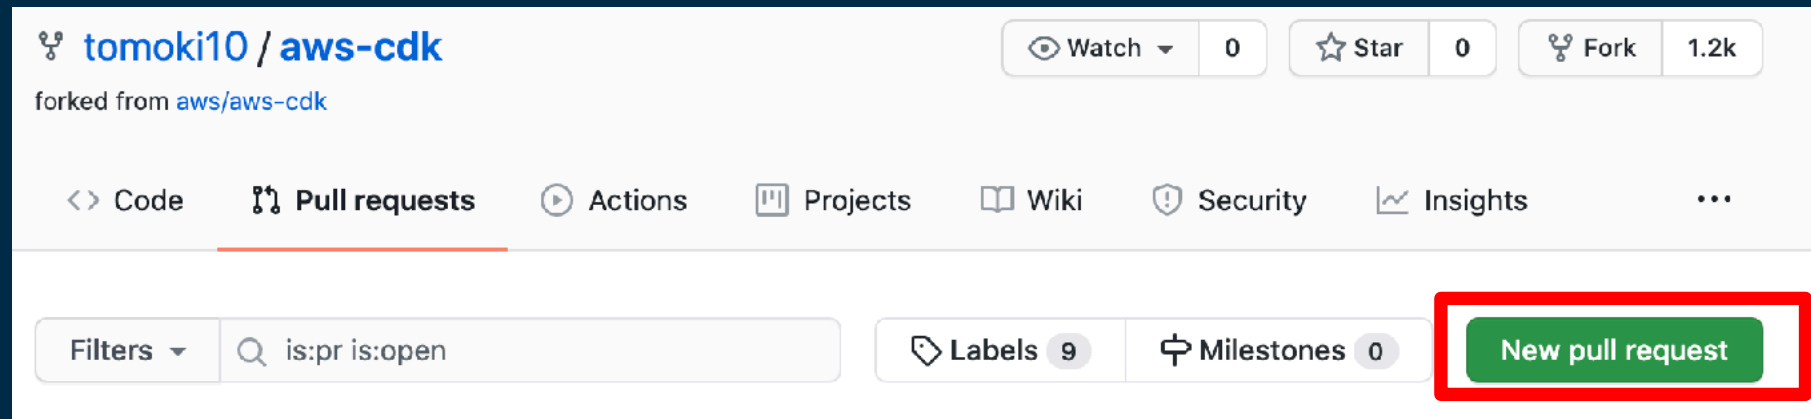 tomoki10 / aws-cdk
Watch 0 Star 0 Fork 1.2k
forked from aws/aws-cdk
Code Pull requests Actions Projects Wiki Security Insights ...
Filters is:pr is:open Labels 9 Milestones 0 New pull request